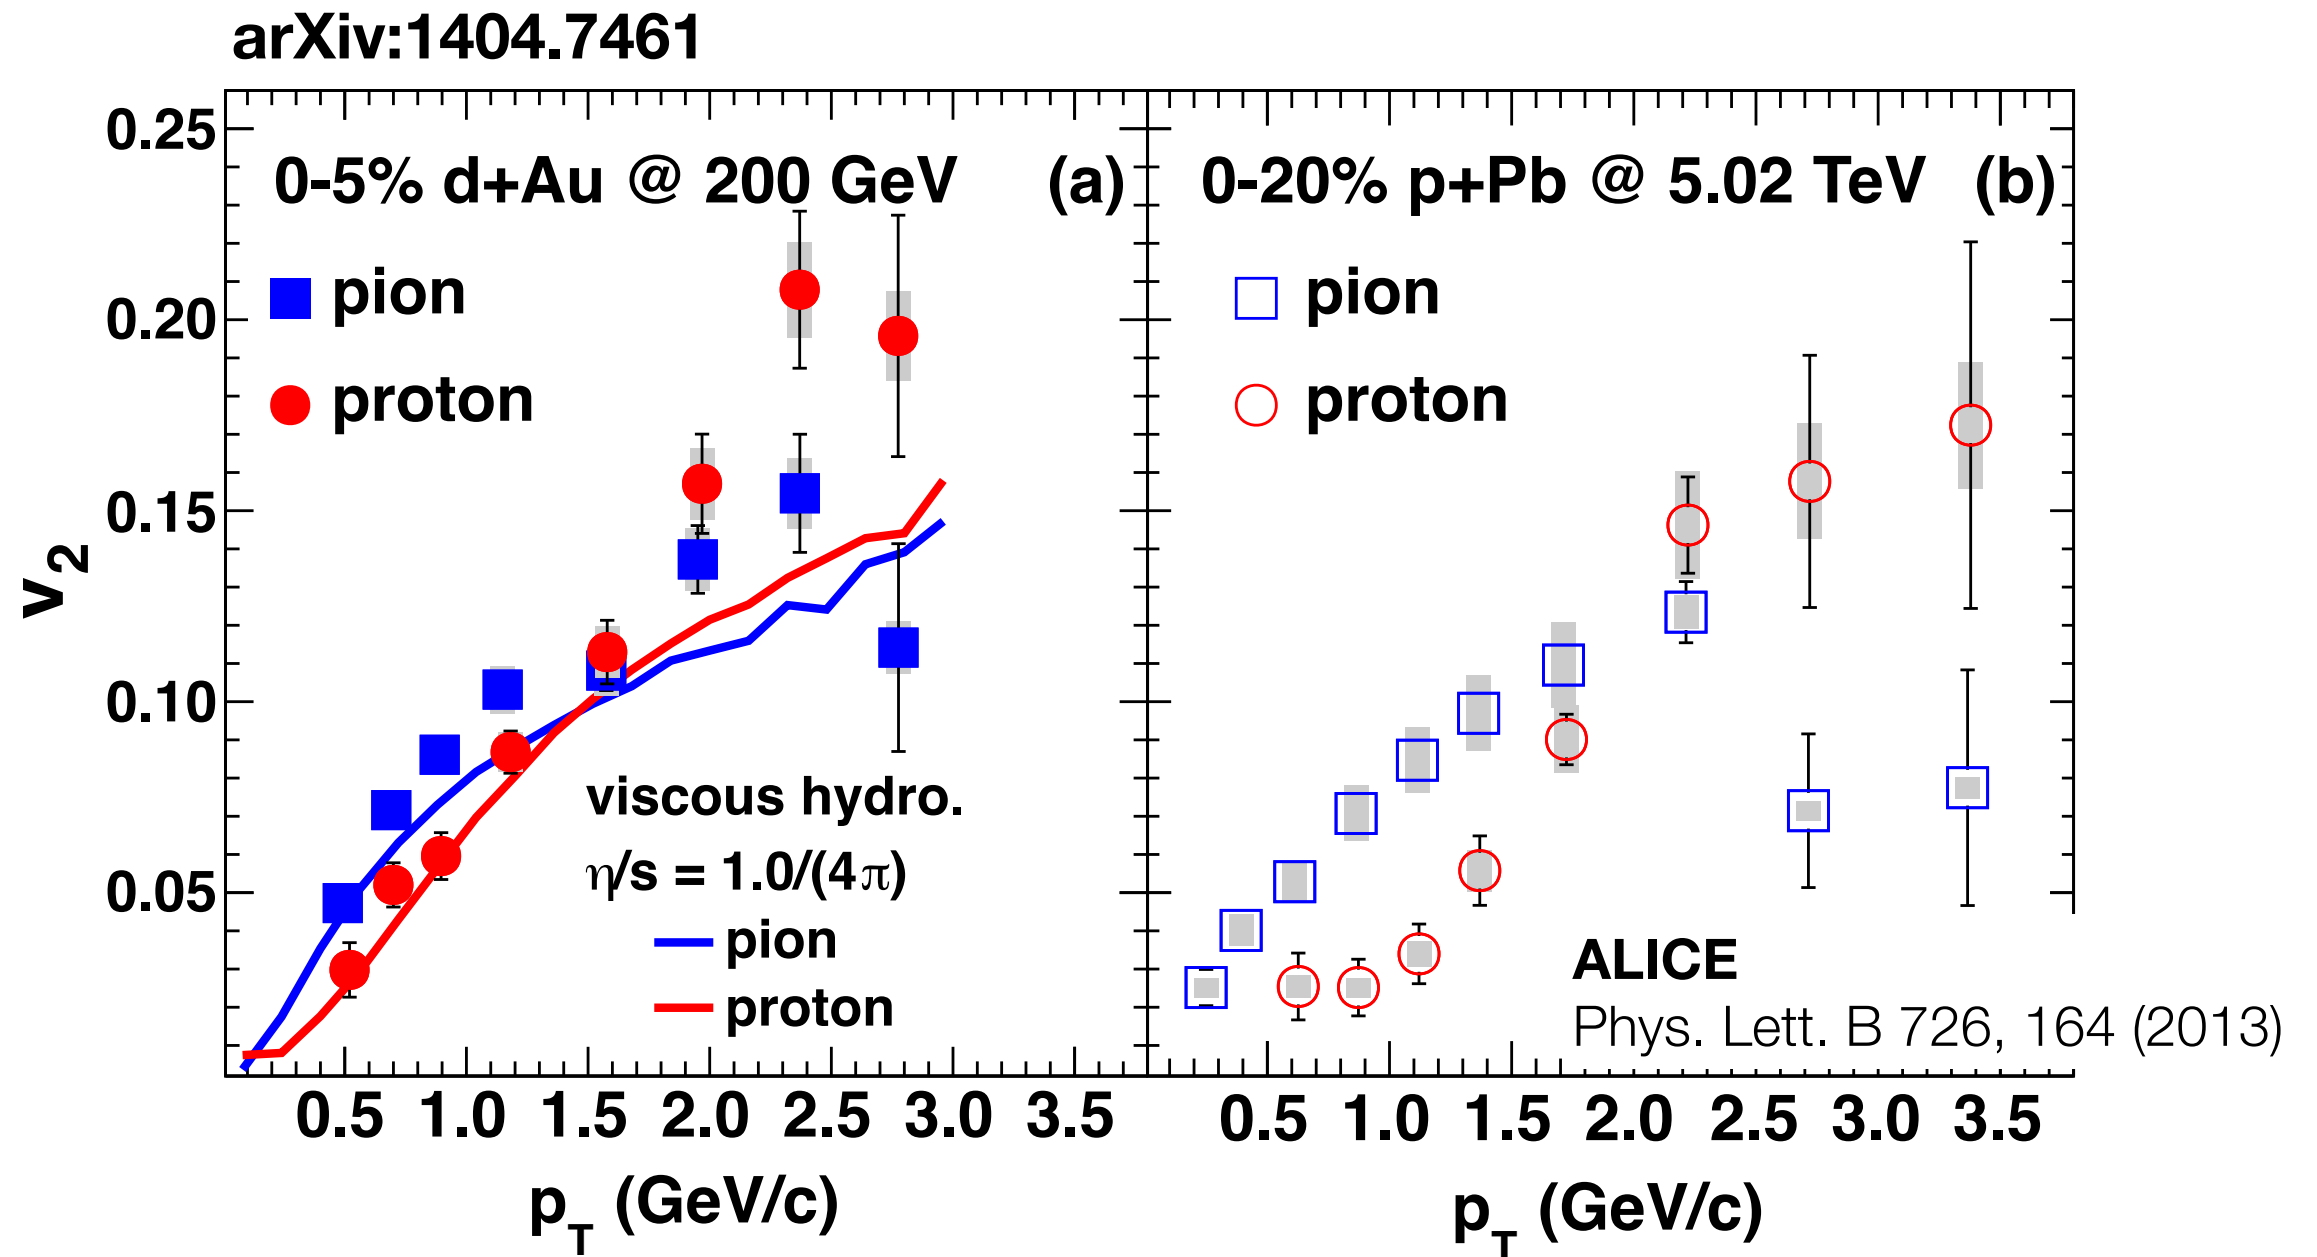 arXiv:1404.7461
0-5% d+Au @ 200 GeV (a)
pion
proton
viscous hydro.
η/s = 1.0/(4π)
pion
proton
0.25
0.20
0.15
0.10
0.05
v2
0.5 1.0 1.5 2.0 2.5 3.0 3.5
pT (GeV/c)
0-20% p+Pb @ 5.02 TeV (b)
pion
proton
ALICE
Phys. Lett. B 726, 164 (2013)
0.5 1.0 1.5 2.0 2.5 3.0 3.5
pT (GeV/c)